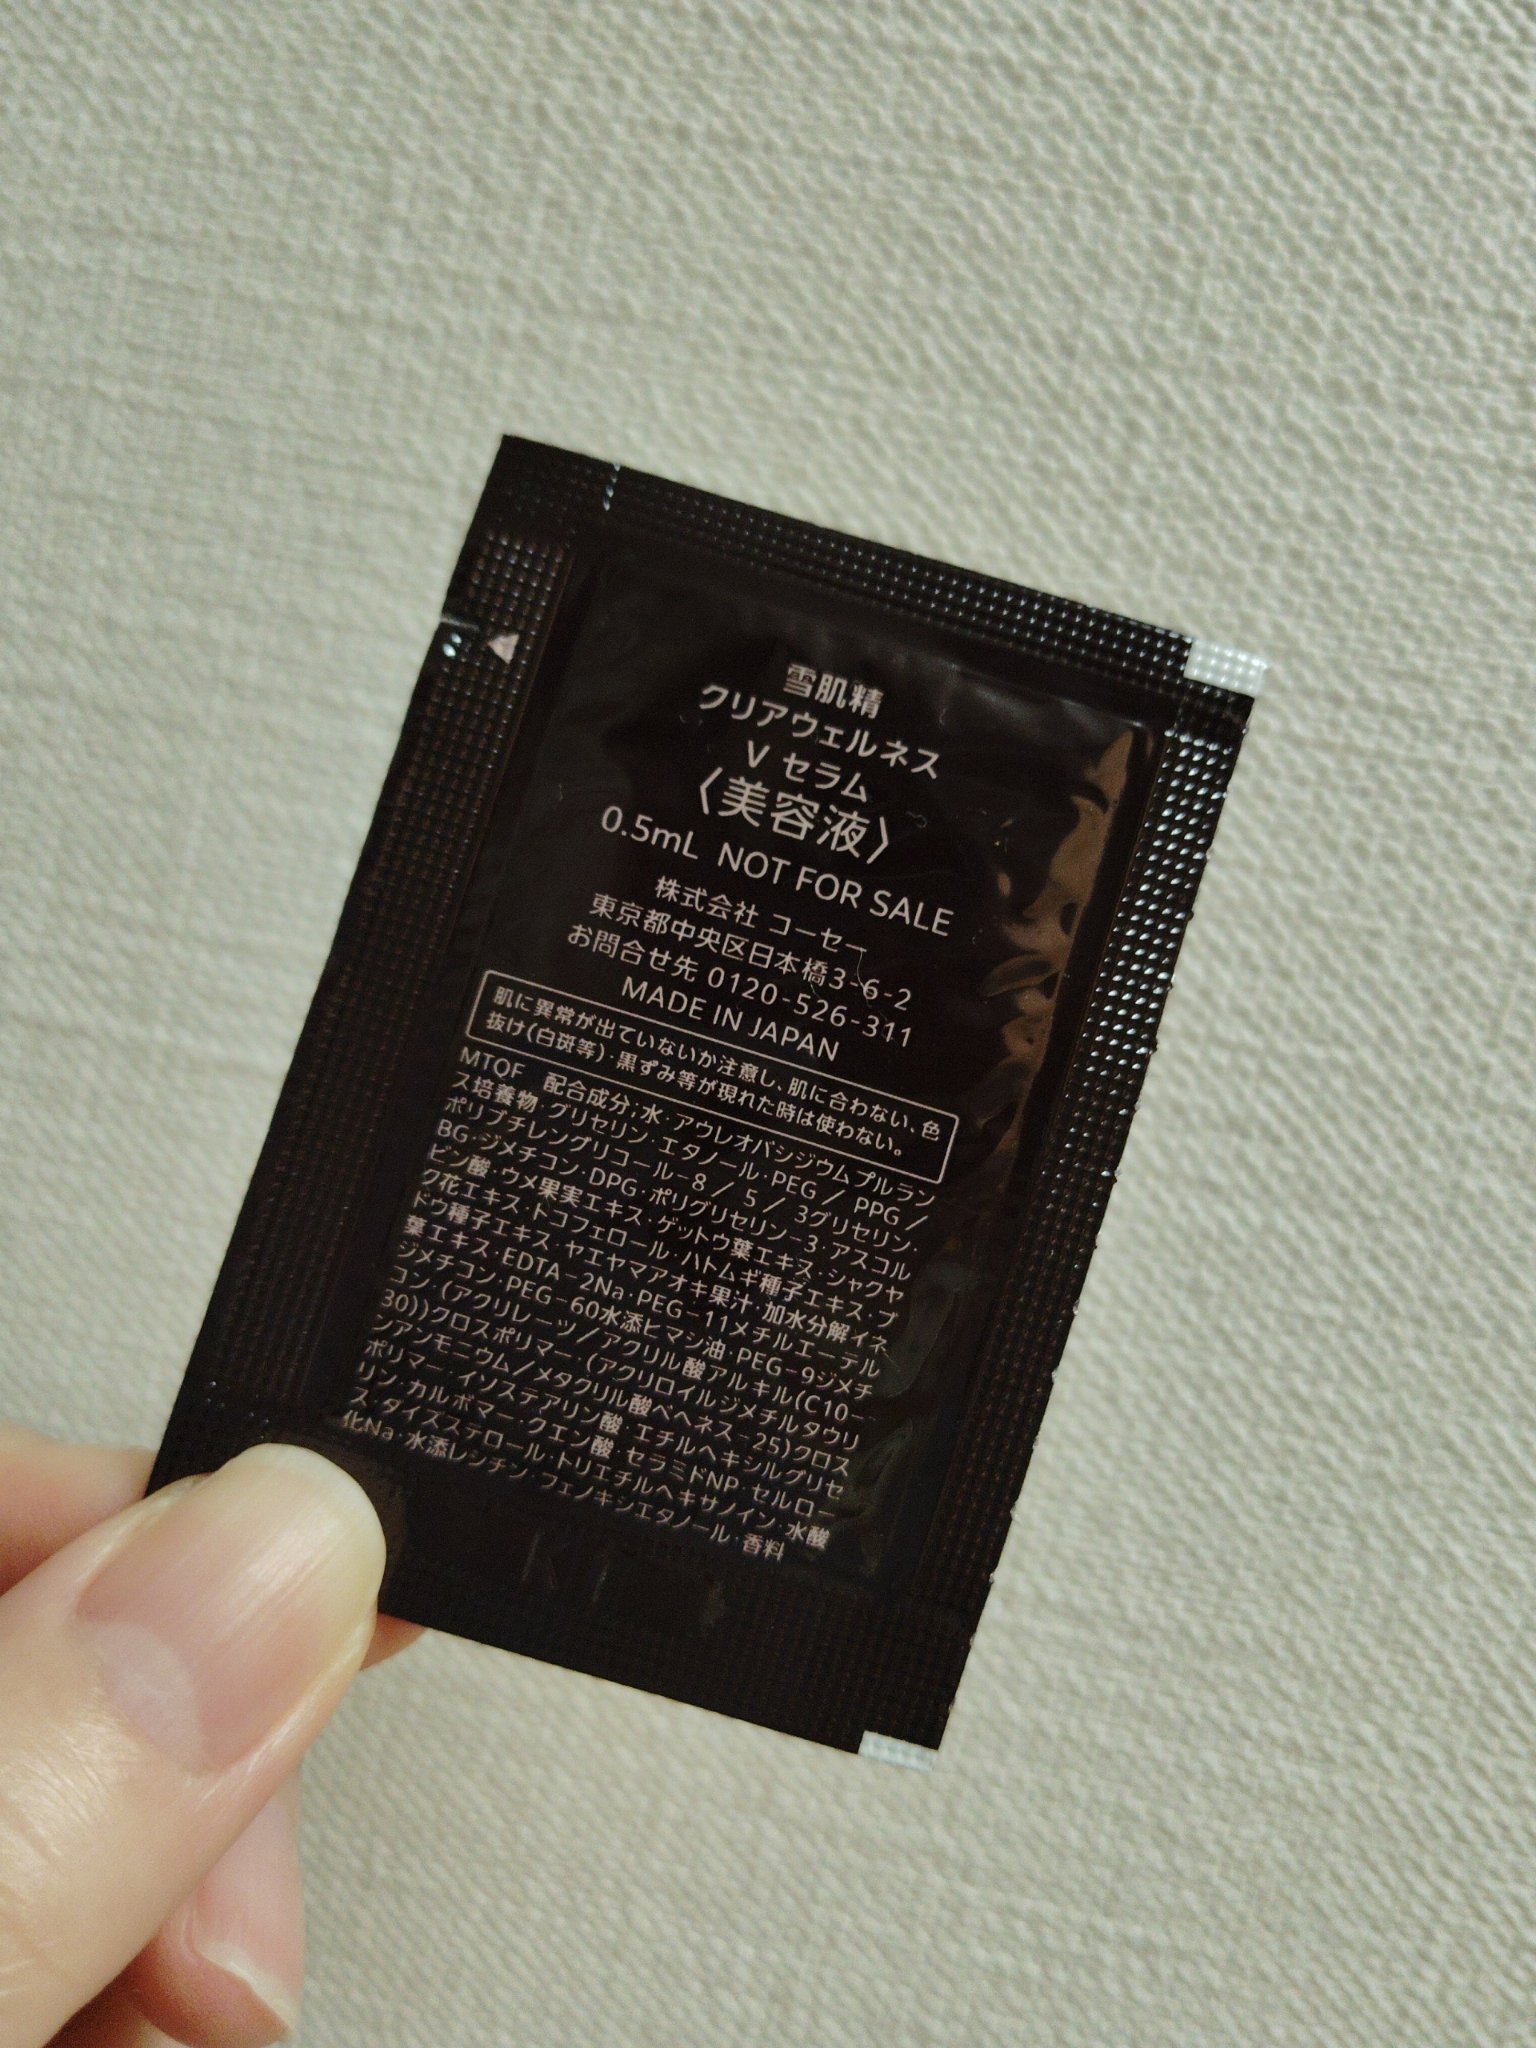 雪肌精
クリアウェルネス
V セラム
〈美容液〉
0.5mL NOT FOR SALE
株式会社 コーセー
東京都中央区日本橋3-6-2
お問合せ先 0120-526-311
MADE IN JAPAN
肌に異常が出ていないか注意し、肌に合わない、色
抜け(白斑等)・黒ずみ等が現れた時は使わない。
MTQF 配合成分;水・アウレオバシジウムプルラン
ス培養物・グリセリン・エタノール・PEG/PPG/
ポリブチレングリコール-8/5/3グリセリン・
BG・ジメチコン・DPG・ポリグリセリン-3・アスコル
ビン酸・ウメ果実エキス・ゲットウ葉エキス・シャクヤ
ク花エキス・トコフェロール・ハトムギ種子エキス・ブ
ドウ種子エキス・ヤエヤマアオキ果汁・加水分解イネ
葉エキス・EDTA-2Na・PEG-11メチルエーテル
ジメチコン・PEG-60水添ヒマシ油・PEG-9ジメチ
コン・(アクリレーツ/アクリル酸アルキル(C10-
30))クロスポリマー・(アクリロイルジメチルタウリ
ンアンモニウム/メタクリル酸ベヘネス-25)クロス
ポリマー・イソステアリン酸・エチルヘキシルグリセ
リン・カルボマー・クエン酸・セラミドNP・セルロー
ス・ダイズステロール・トリエチルヘキサノイン・水酸
化Na・水添レシチン・フェノキシエタノール・香料